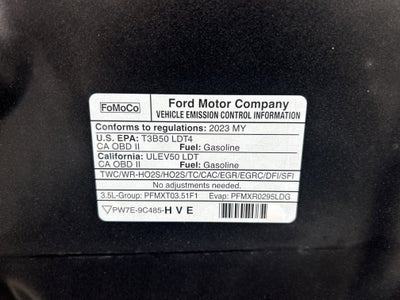 FoMoCo
Ford Motor Company
VEHICLE EMISSION CONTROL INFORMATION
Conforms to regulations: 2023 MY
U.S. EPA: T3B50 LDT4
CA OBD II Fuel: Gasoline
California: ULEV50 LDT
CA OBD II Fuel: Gasoline
TWC/WR-HO2S/HO2S/TC/CAC/EGR/EGRC/DFI/SFI
No adjustments needed.
3.5L-Group: PFMXT03.51F1 Evap: PFMXR0295LDG
PW7E-9C485-HVE